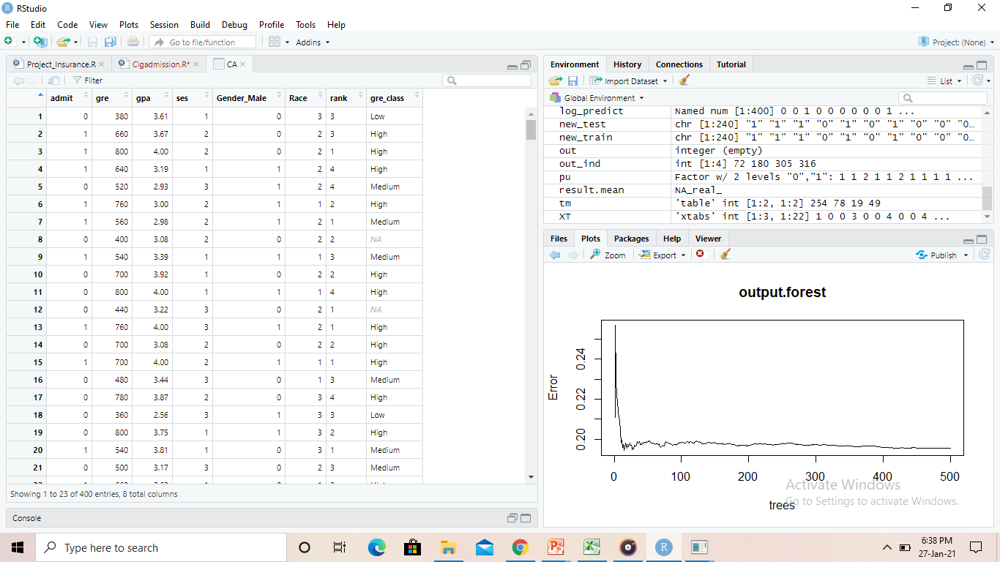 RStudio
File Edit Code View Plots Session Build Debug Profile Tools Help
Go to file/function Addins Project: (None)
Project_Insurance.R Clgadmission.R* CA
Filter
admit gre gpa ses Gender_Male Race rank gre_class
1 0 380 3.61 1 0 3 3 Low
2 1 660 3.67 2 0 2 3 High
3 1 800 4.00 2 0 2 1 High
4 1 640 3.19 1 1 2 4 High
5 0 520 2.93 3 1 2 4 Medium
6 1 760 3.00 2 1 1 2 High
7 1 560 2.98 2 1 2 1 Medium
8 0 400 3.08 2 0 2 2 NA
9 1 540 3.39 1 1 1 3 Medium
10 0 700 3.92 1 0 2 2 High
11 0 800 4.00 1 1 1 4 High
12 0 440 3.22 3 0 2 1 NA
13 1 760 4.00 3 1 2 1 High
14 0 700 3.08 2 0 2 2 High
15 1 700 4.00 2 1 1 1 High
16 0 480 3.44 3 0 1 3 Medium
17 0 780 3.87 2 0 3 4 High
18 0 360 2.56 3 1 3 3 Low
19 0 800 3.75 1 1 3 2 High
20 1 540 3.81 1 0 3 1 Medium
21 0 500 3.17 3 0 2 3 Medium
Showing 1 to 23 of 400 entries, 8 total columns
Console
Environment History Connections Tutorial
Import Dataset List
Global Environment
log_predict Named num [1:400] 0 0 1 0 0 0 0 0 0 1 ...
new_test chr [1:240] "1" "1" "1" "0" "1" "0" "1" "0" "0" "0…
new_train chr [1:240] "1" "1" "1" "0" "1" "0" "1" "0" "0" "0…
out integer (empty)
out_ind int [1:4] 72 180 305 316
pu Factor w/ 2 levels "0","1": 1 1 2 1 1 2 1 1 1 1 ...
result.mean NA_real_
tm 'table' int [1:2, 1:2] 254 78 19 49
XT 'xtabs' int [1:3, 1:22] 1 0 0 3 0 0 4 0 0 4 ...
Files Plots Packages Help Viewer
Zoom Export Publish
output.forest
Error
0.24
0.22
0.20
0 100 200 300 400 500
trees
Activate Windows
Go to Settings to activate Windows.
Type here to search
6:38 PM
27-Jan-21